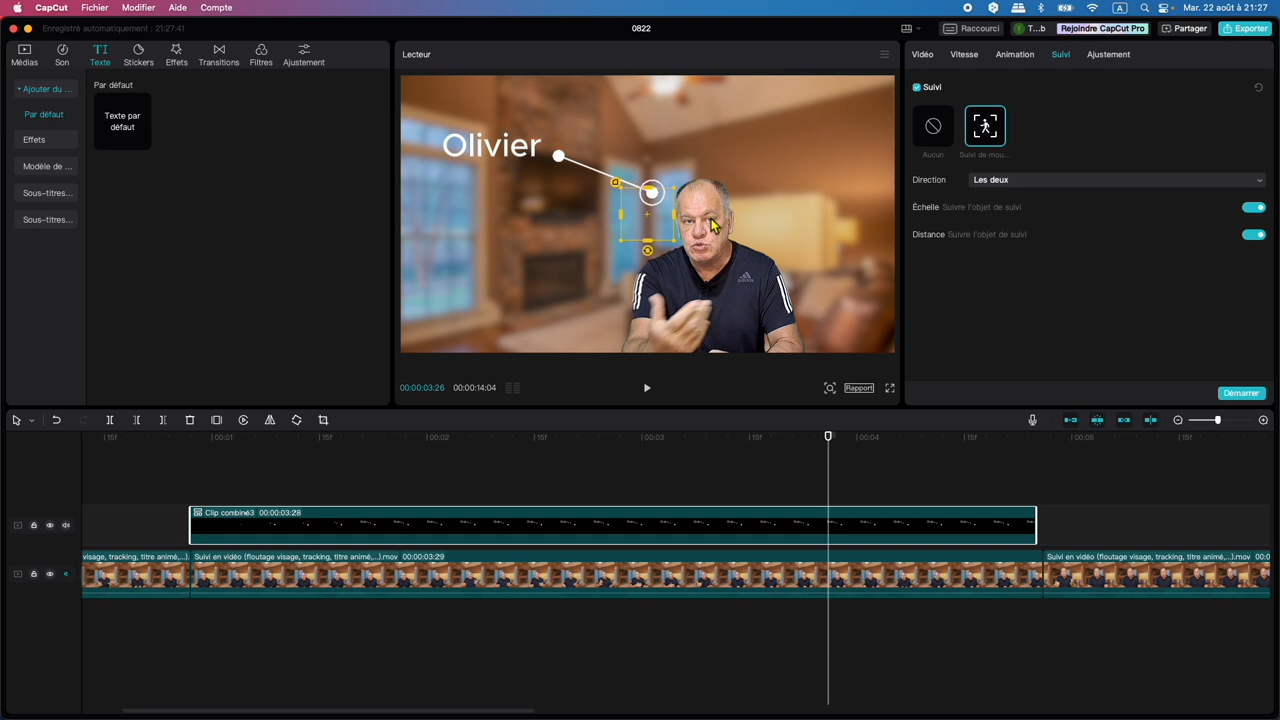 CapCut Fichier Modifier Aide Compte
A Mar. 22 août à 21:27
Enregistré automatiquement : 21:27:41
0822
Raccourci
T...b
Rejoindre CapCut Pro
Partager
Exporter
Médias Son Texte Stickers Effets Transitions Filtres Ajustement
TI
Ajouter du ...
Par défaut
Effets
Modèle de ...
Sous-titres...
Sous-titres...
Par défaut
Texte par
défaut
Lecteur
Olivier
adidas
00:00:03:26 00:00:14:04
Rapport
Vidéo Vitesse Animation Suivi Ajustement
Suivi
Aucun
Suivi de mou...
Direction Les deux
Échelle Suivre l'objet de suivi
Distance Suivre l'objet de suivi
Démarrer
15f 00:01 15f 00:02 15f 00:03 15f 00:04 15f 00:05 15f
Clip combiné3 00:00:03:28
visage, tracking, titre animé,...).
Suivi en vidéo (floutage visage, tracking, titre animé,...).mov 00:00:03:29
Suivi en vidéo (floutage visage, tracking, titre animé,...).mov 00:0